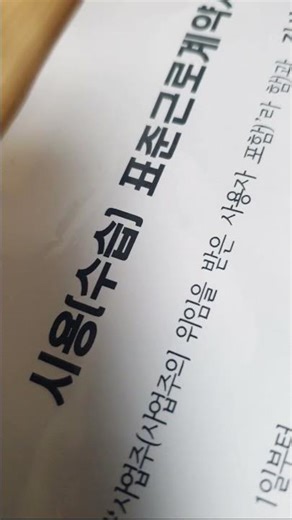 시용(수습) 표준근로계약
'사업주(사업주의 위임을 받은 사용자 포함)'라 함)과
1일부터